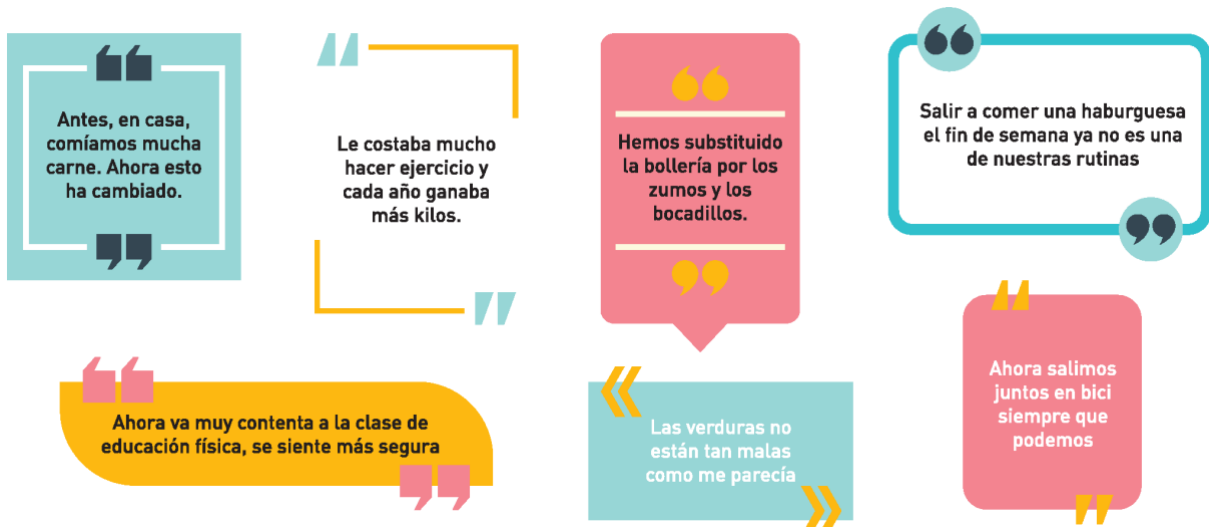 Antes, en casa,
comíamos mucha
carne. Ahora esto
ha cambiado.
Le costaba mucho
hacer ejercicio y
cada año ganaba
más kilos.
Hemos substituido
la bollería por los
zumos y los
bocadillos.
Salir a comer una haburguesa
el fin de semana ya no es una
de nuestras rutinas
Ahora va muy contenta a la clase de
educación física, se siente más segura
Las verduras no
están tan malas
como me parecía
Ahora salimos
juntos en bici
siempre que
podemos